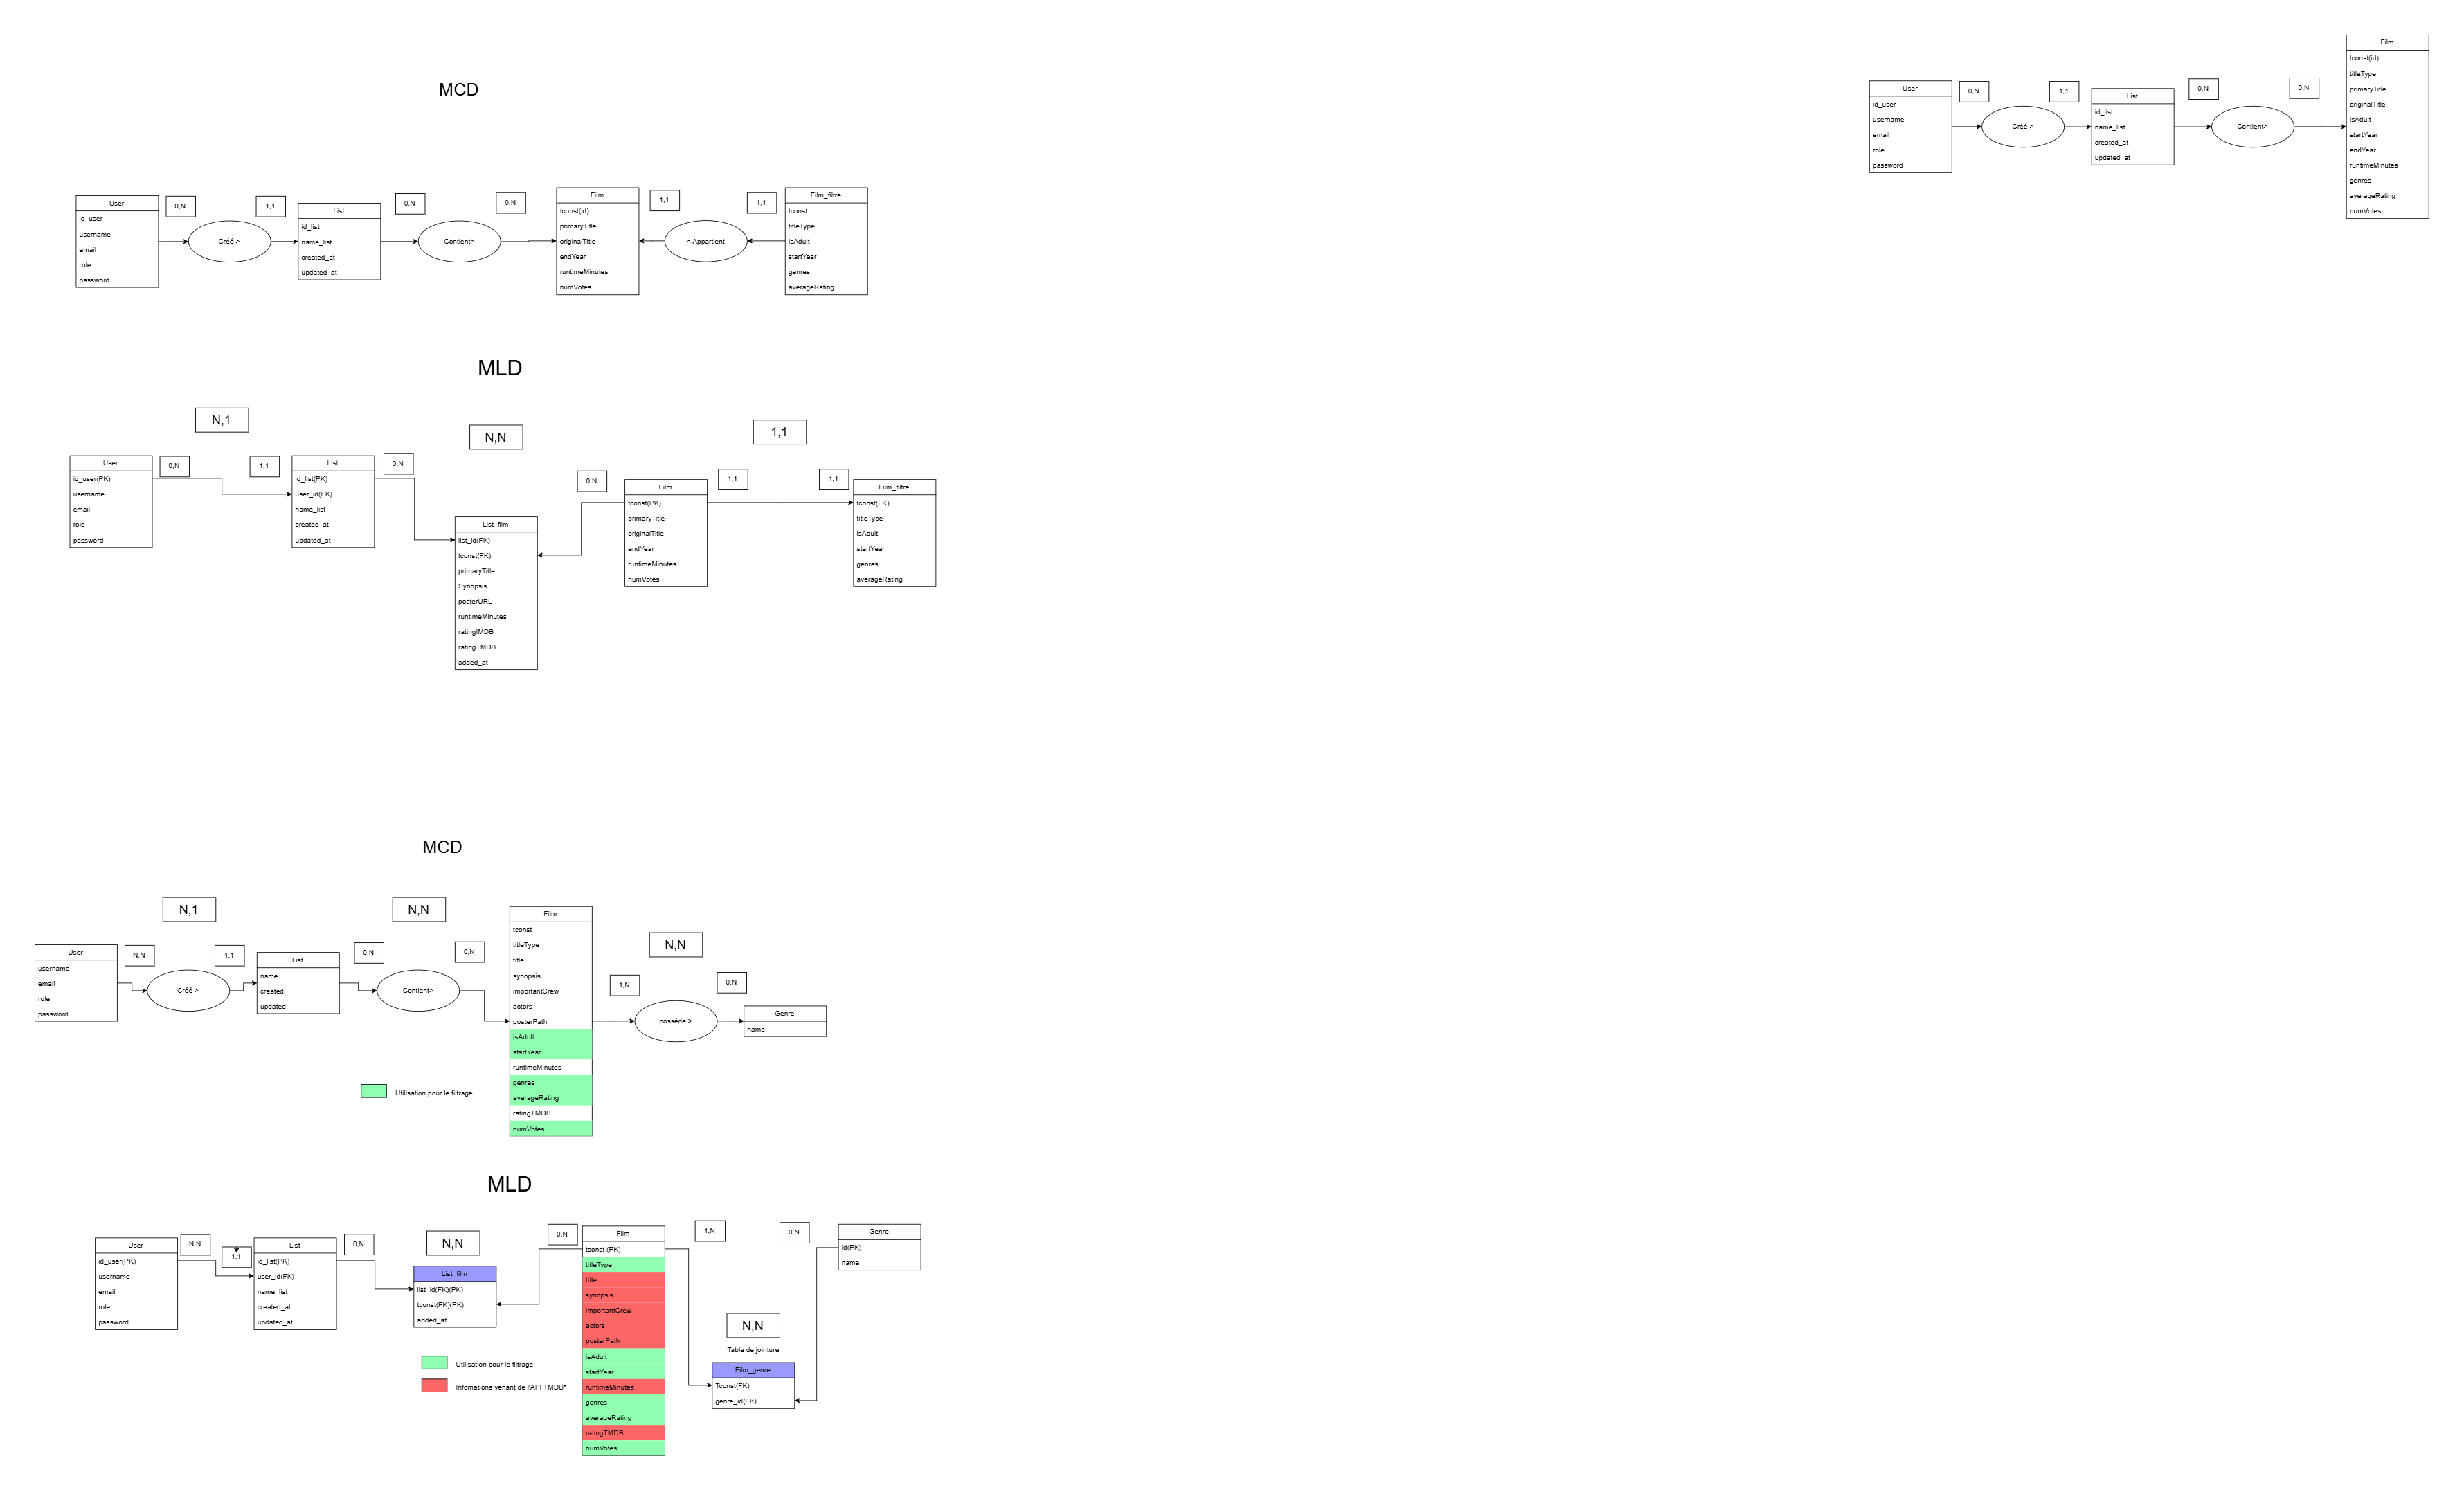 MCD
User
id_user
username
email
role
password
0,N
Créé >
1,1
List
id_list
name_list
created_at
updated_at
0,N
Contient>
0,N
Film
tconst(id)
primaryTitle
originalTitle
endYear
runtimeMinutes
numVotes
1,1
< Appartient
1,1
Film_filtre
tconst
titleType
isAdult
startYear
genres
averageRating
User
id_user
username
email
role
password
0,N
Créé >
1,1
List
id_list
name_list
created_at
updated_at
0,N
Contient>
0,N
Film
tconst(id)
titleType
primaryTitle
originalTitle
isAdult
startYear
endYear
runtimeMinutes
genres
averageRating
numVotes
MLD
N,1
N,N
1,1
User
id_user(PK)
username
email
role
password
0,N
1,1
List
id_list(PK)
user_id(FK)
name_list
created_at
updated_at
0,N
List_film
list_id(FK)
tconst(FK)
primaryTitle
Synopsis
posterURL
runtimeMinutes
ratingIMDB
ratingTMDB
added_at
0,N
Film
tconst(PK)
primaryTitle
originalTitle
endYear
runtimeMinutes
numVotes
1,1
1,1
Film_filtre
tconst(FK)
titleType
isAdult
startYear
genres
averageRating
MCD
N,1
N,N
N,N
User
username
email
role
password
N,N
Créé >
1,1
List
name
created
updated
0,N
Contient>
0,N
Film
tconst
titleType
title
synopsis
importantCrew
actors
posterPath
isAdult
startYear
runtimeMinutes
genres
averageRating
ratingTMDB
numVotes
1,N
posséde >
0,N
Genre
name
Utilisation pour le filtrage
MLD
User
id_user(PK)
username
email
role
password
N,N
1,1
List
id_list(PK)
user_id(FK)
name_list
created_at
updated_at
0,N
N,N
List_film
list_id(FK)(PK)
tconst(FK)(PK)
added_at
0,N
Film
tconst (PK)
titleType
title
synopsis
importantCrew
actors
posterPath
isAdult
startYear
runtimeMinutes
genres
averageRating
ratingTMDB
numVotes
1,N
0,N
Genre
id(PK)
name
N,N
Table de jointure
Film_genre
Tconst(FK)
genre_id(FK)
Utilisation pour le filtrage
Infomations venant de l'API TMDB*